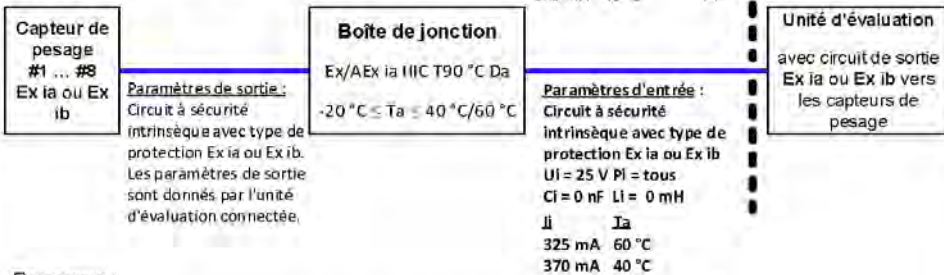 Capteur de
pesage
#1 ... #8
Ex ia ou Ex
ib
Paramètres de sortie :
Circuit à sécurité
intrinsèque avec type de
protection Ex ia ou Ex ib.
Les paramètres de sortie
sont donnés par l'unité
d'évaluation connectée.
Boîte de jonction
Ex/AEx ia IIIC T90 °C Da
-20 °C ≤ Ta ≤ 40 °C/60 °C
Paramètres d'entrée :
Circuit à sécurité
intrinsèque avec type de
protection Ex ia ou Ex ib
Ui = 25 V Pi = tous
Ci = 0 nF Li = 0 mH
Ii Ta
325 mA 60 °C
370 mA 40 °C
Unité d'évaluation
avec circuit de sortie
Ex ia ou Ex ib vers
les capteurs de
pesage